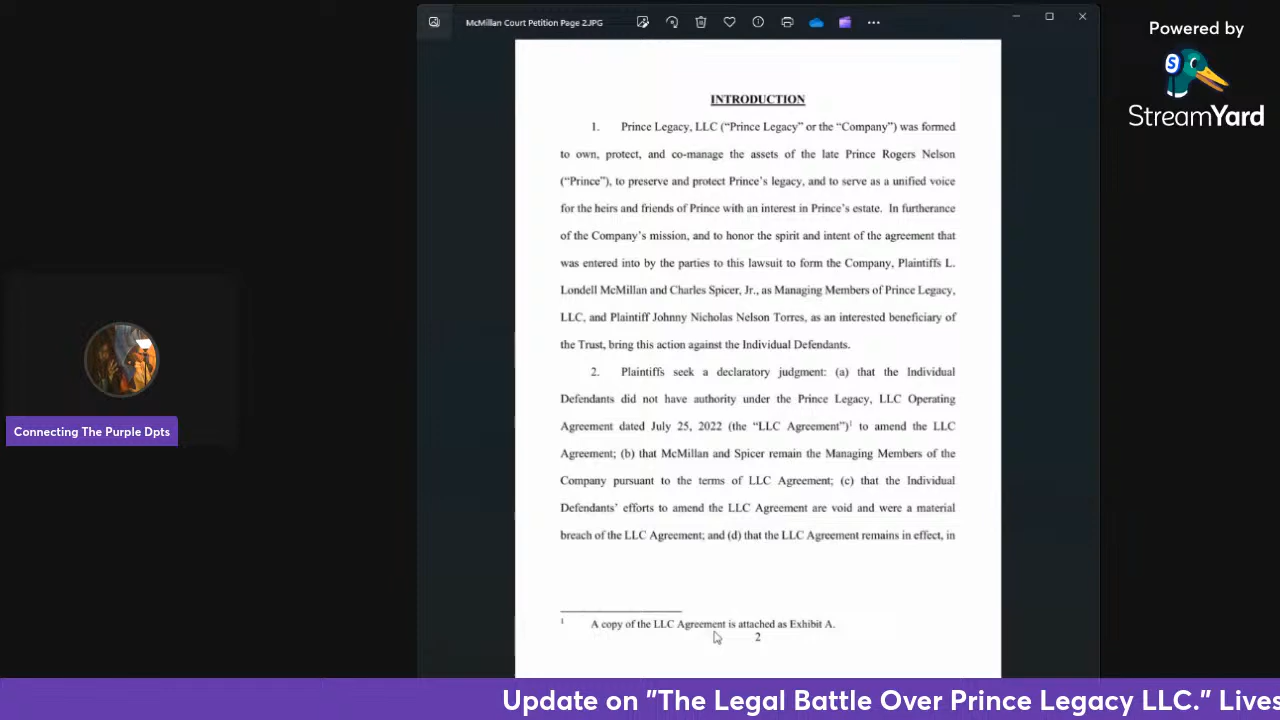 McMillan Court Petition Page 2.JPG
Powered by
S
StreamYard
INTRODUCTION
1. Prince Legacy, LLC (“Prince Legacy” or the “Company”) was formed
to own, protect, and co-manage the assets of the late Prince Rogers Nelson
(“Prince”), to preserve and protect Prince’s legacy, and to serve as a unified voice
for the heirs and friends of Prince with an interest in Prince’s estate. In furtherance
of the Company’s mission, and to honor the spirit and intent of the agreement that
was entered into by the parties to this lawsuit to form the Company, Plaintiffs L.
Londell McMillan and Charles Spicer, Jr., as Managing Members of Prince Legacy,
LLC, and Plaintiff Johnny Nicholas Nelson Torres, as an interested beneficiary of
the Trust, bring this action against the Individual Defendants.
2. Plaintiffs seek a declaratory judgment: (a) that the Individual
Defendants did not have authority under the Prince Legacy, LLC Operating
Agreement dated July 25, 2022 (the “LLC Agreement”)1 to amend the LLC
Agreement; (b) that McMillan and Spicer remain the Managing Members of the
Company pursuant to the terms of LLC Agreement; (c) that the Individual
Defendants’ efforts to amend the LLC Agreement are void and were a material
breach of the LLC Agreement; and (d) that the LLC Agreement remains in effect, in
1 A copy of the LLC Agreement is attached as Exhibit A.
2
Connecting The Purple Dpts
Update on "The Legal Battle Over Prince Legacy LLC." Lives